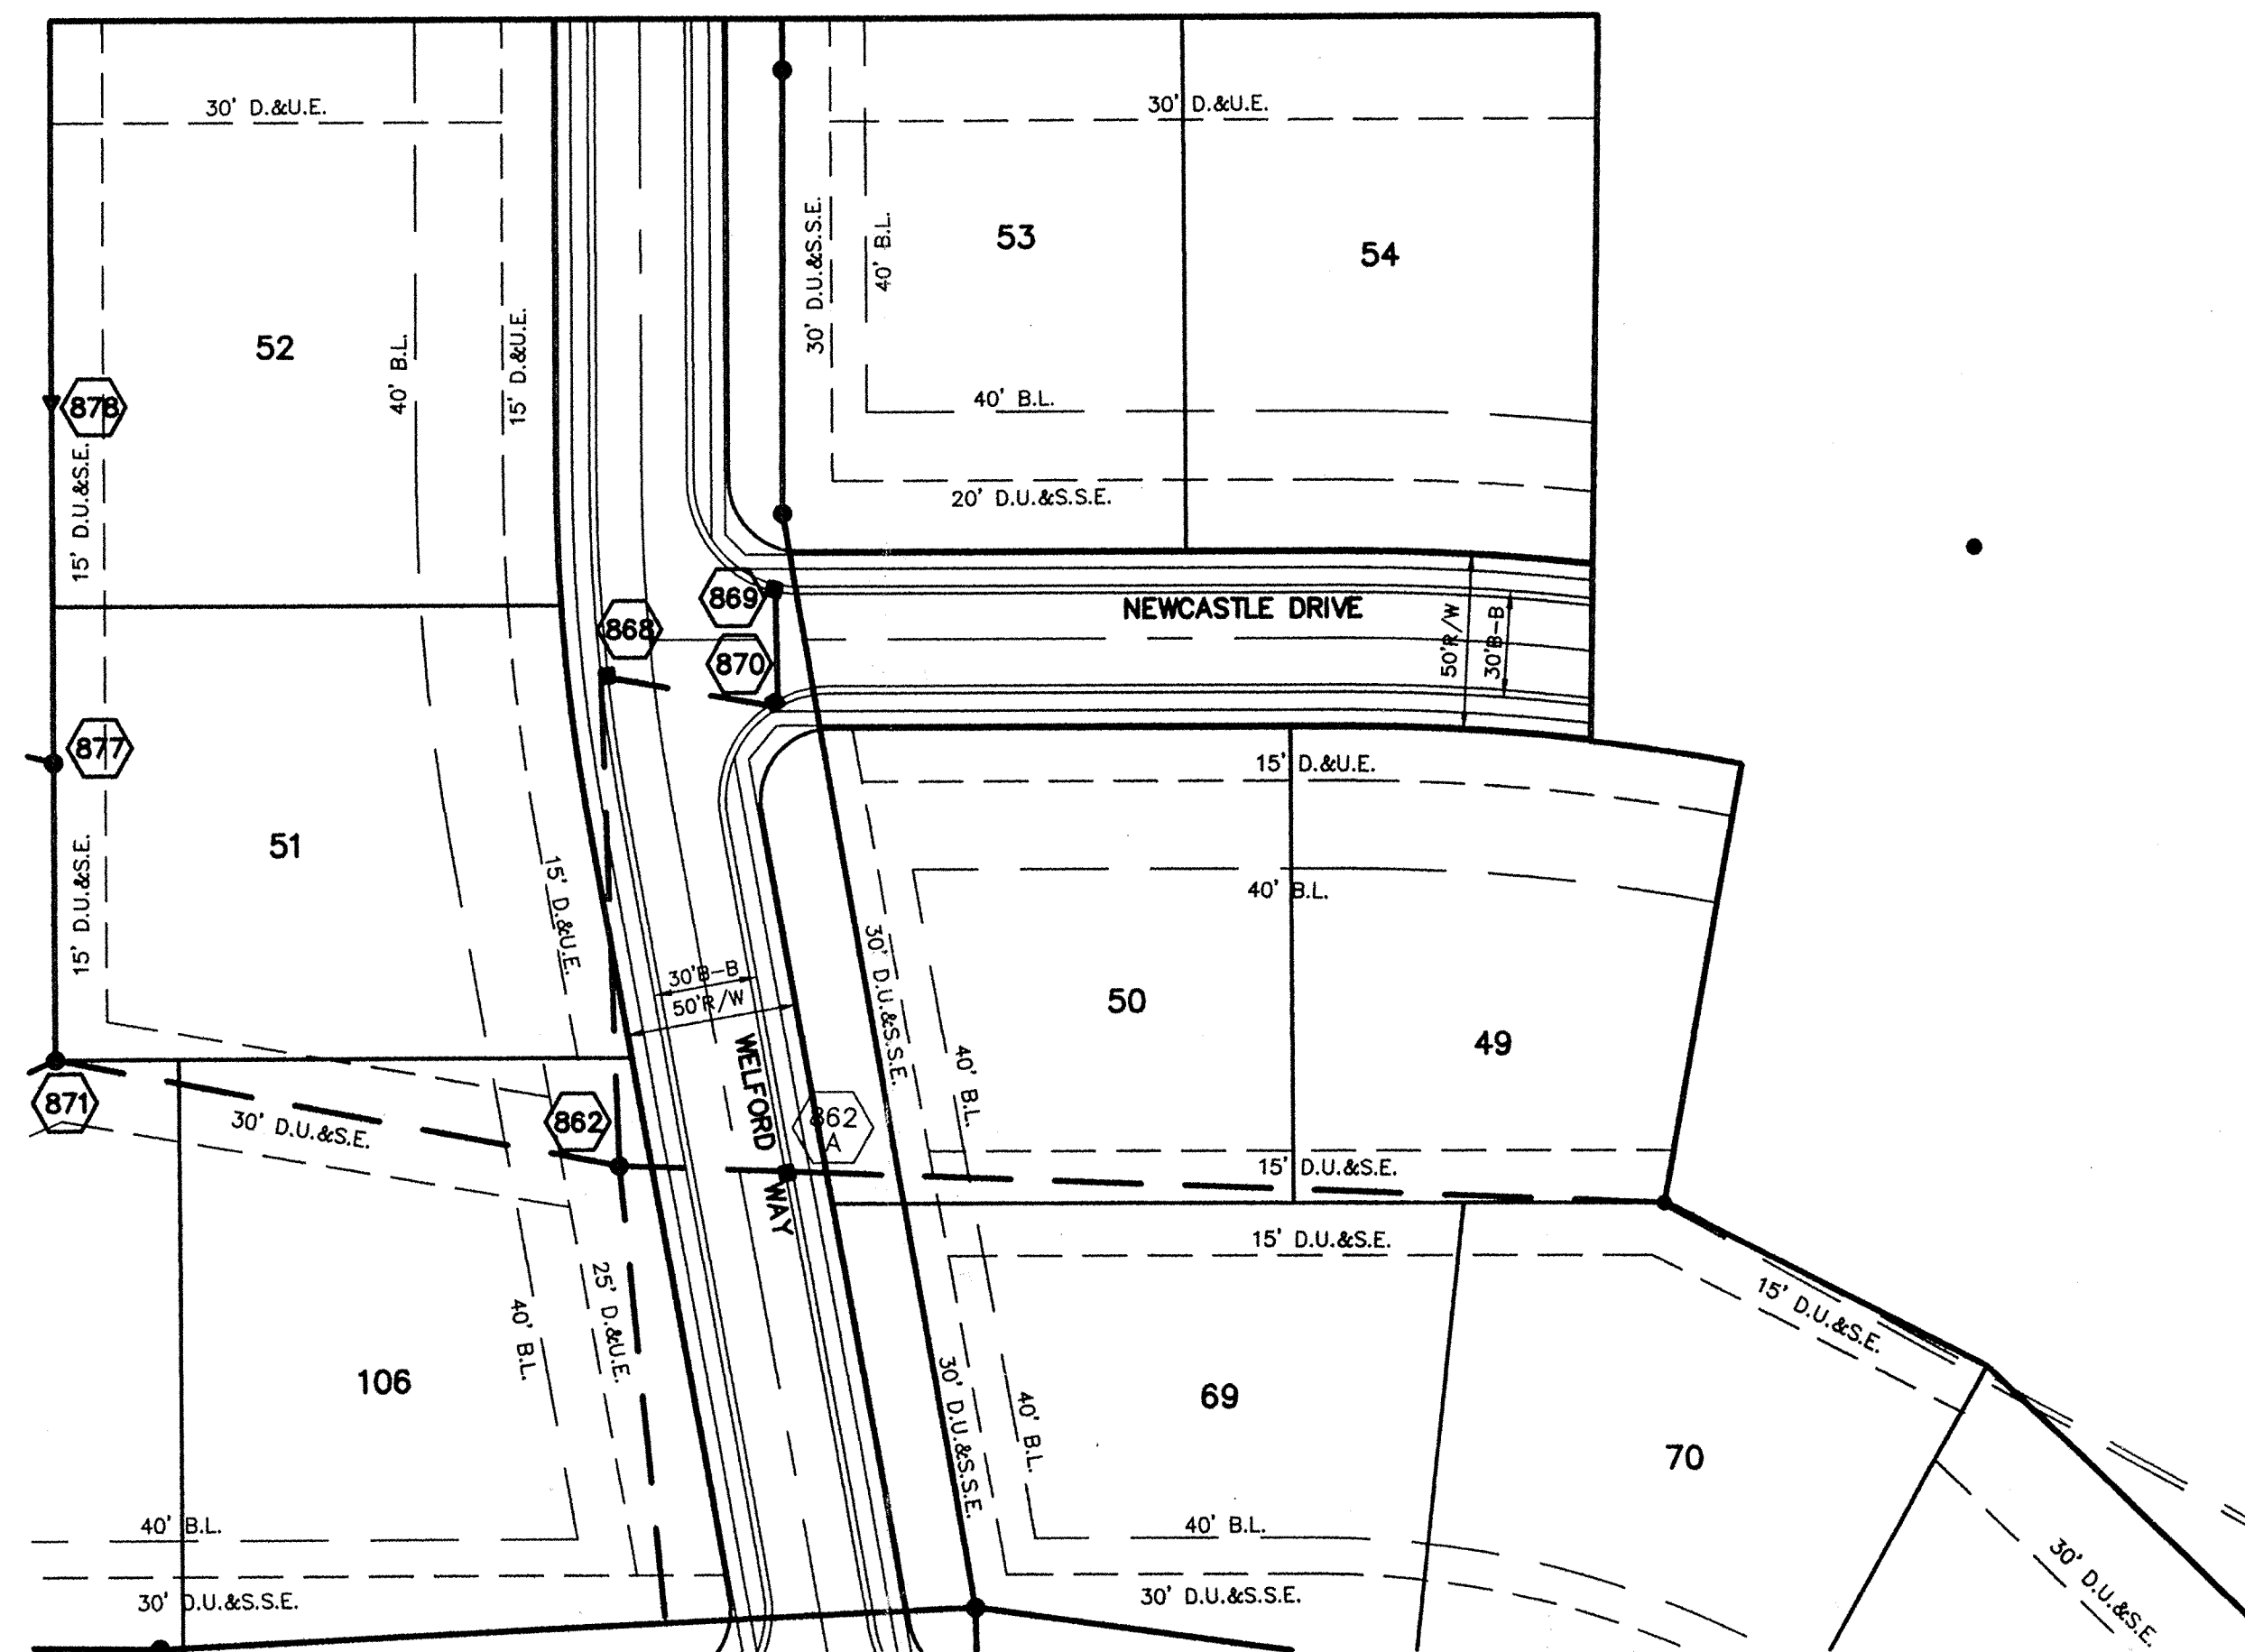 30' D.&U.E.
30' D.&U.E.
53
54
30' D.U.&S.S.E.
40' B.L.
52
40' B.L.
15' D.&U.E.
878
40' B.L.
15' D.U.&S.E.
20' D.U.&S.S.E.
869
NEWCASTLE DRIVE
868
870
50'R/W
30'B-B
877
15' D.&U.E.
51
15' D.U.&S.E.
15' D.&U.E.
40' B.L.
30'B-B
50'R/W
30' D.U.&S.S.E.
50
49
WELFORD WAY
40' B.L.
871
30' D.U.&S.E.
862
862
A
15' D.U.&S.E.
15' D.U.&S.E.
40' B.L.
25' D.&U.E.
15' D.U.&S.E.
106
30' D.U.&S.S.E.
40' B.L.
69
70
40' B.L.
40' B.L.
30' D.U.&S.S.E.
30' D.U.&S.S.E.
30' D.U.&S.E.